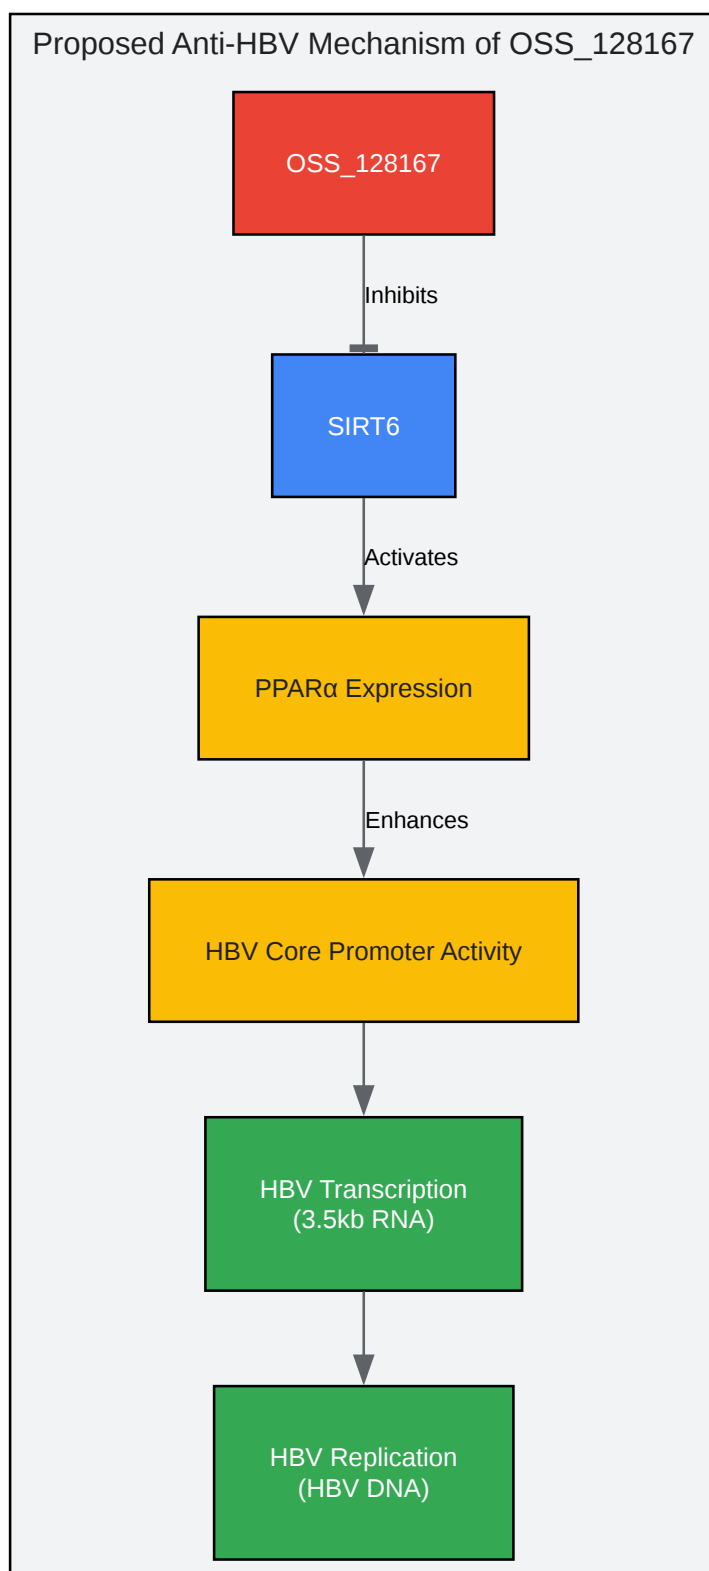 Proposed Anti-HBV Mechanism of OSS_128167
OSS_128167
Inhibits
SIRT6
Activates
PPARα Expression
Enhances
HBV Core Promoter Activity
HBV Transcription
(3.5kb RNA)
HBV Replication
(HBV DNA)